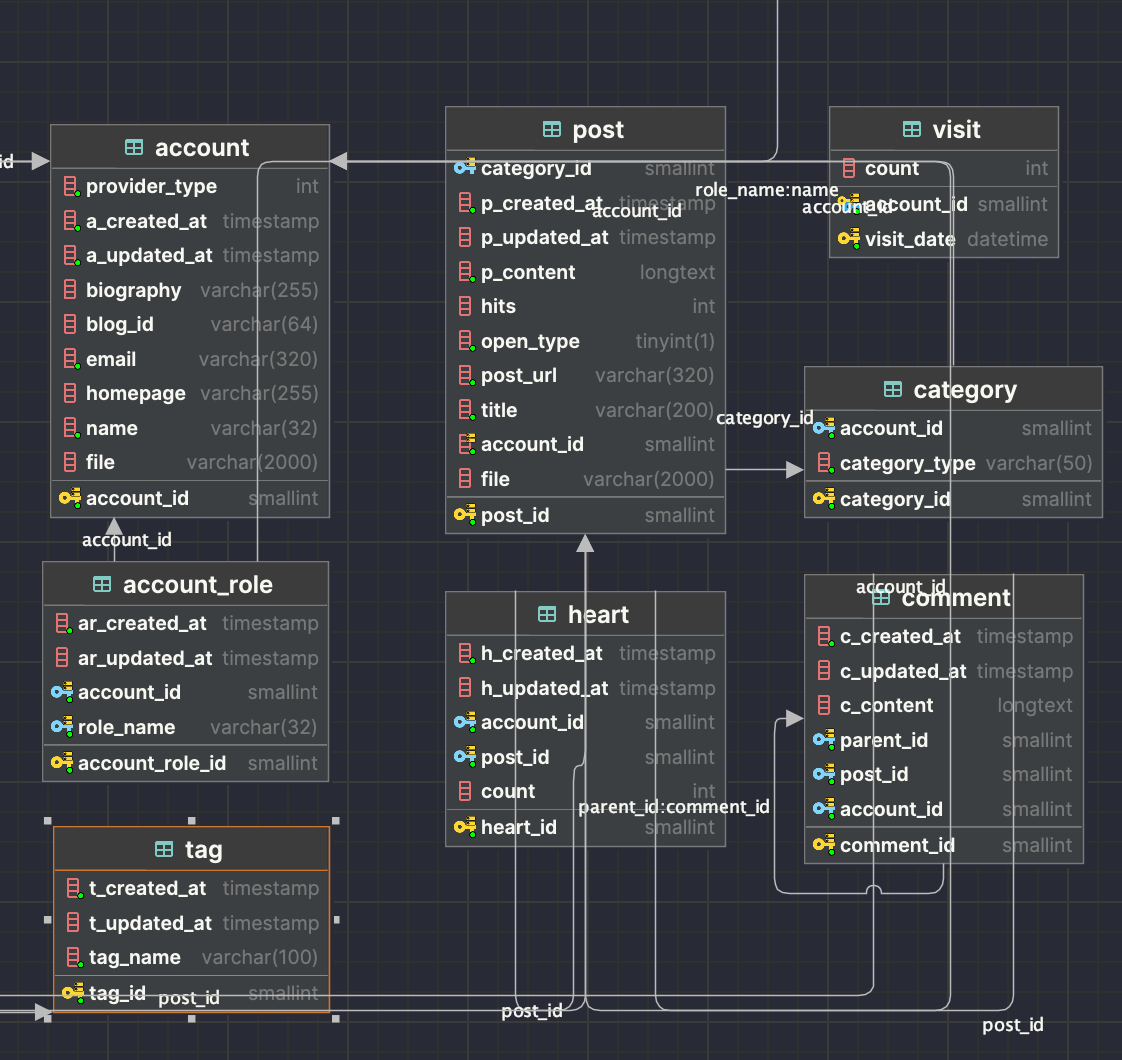 id
account
provider_type int
a_created_at timestamp
a_updated_at timestamp
biography varchar(255)
blog_id varchar(64)
email varchar(320)
homepage varchar(255)
name varchar(32)
file varchar(2000)
account_id smallint
account_id
post
category_id smallint
p_created_at timestamp
account_id
p_updated_at timestamp
p_content longtext
hits int
open_type tinyint(1)
post_url varchar(320)
title varchar(200)
account_id smallint
file varchar(2000)
post_id smallint
role_name:name
account_id
visit
count int
account_id smallint
visit_date datetime
category_id
category
account_id smallint
category_type varchar(50)
category_id smallint
account_role
ar_created_at timestamp
ar_updated_at timestamp
account_id smallint
role_name varchar(32)
account_role_id smallint
heart
h_created_at timestamp
h_updated_at timestamp
account_id smallint
post_id smallint
count int
parent_id:comment_id
heart_id smallint
account_id
comment
c_created_at timestamp
c_updated_at timestamp
c_content longtext
parent_id smallint
post_id smallint
account_id smallint
comment_id smallint
tag
t_created_at timestamp
t_updated_at timestamp
tag_name varchar(100)
tag_id smallint
post_id
post_id
post_id